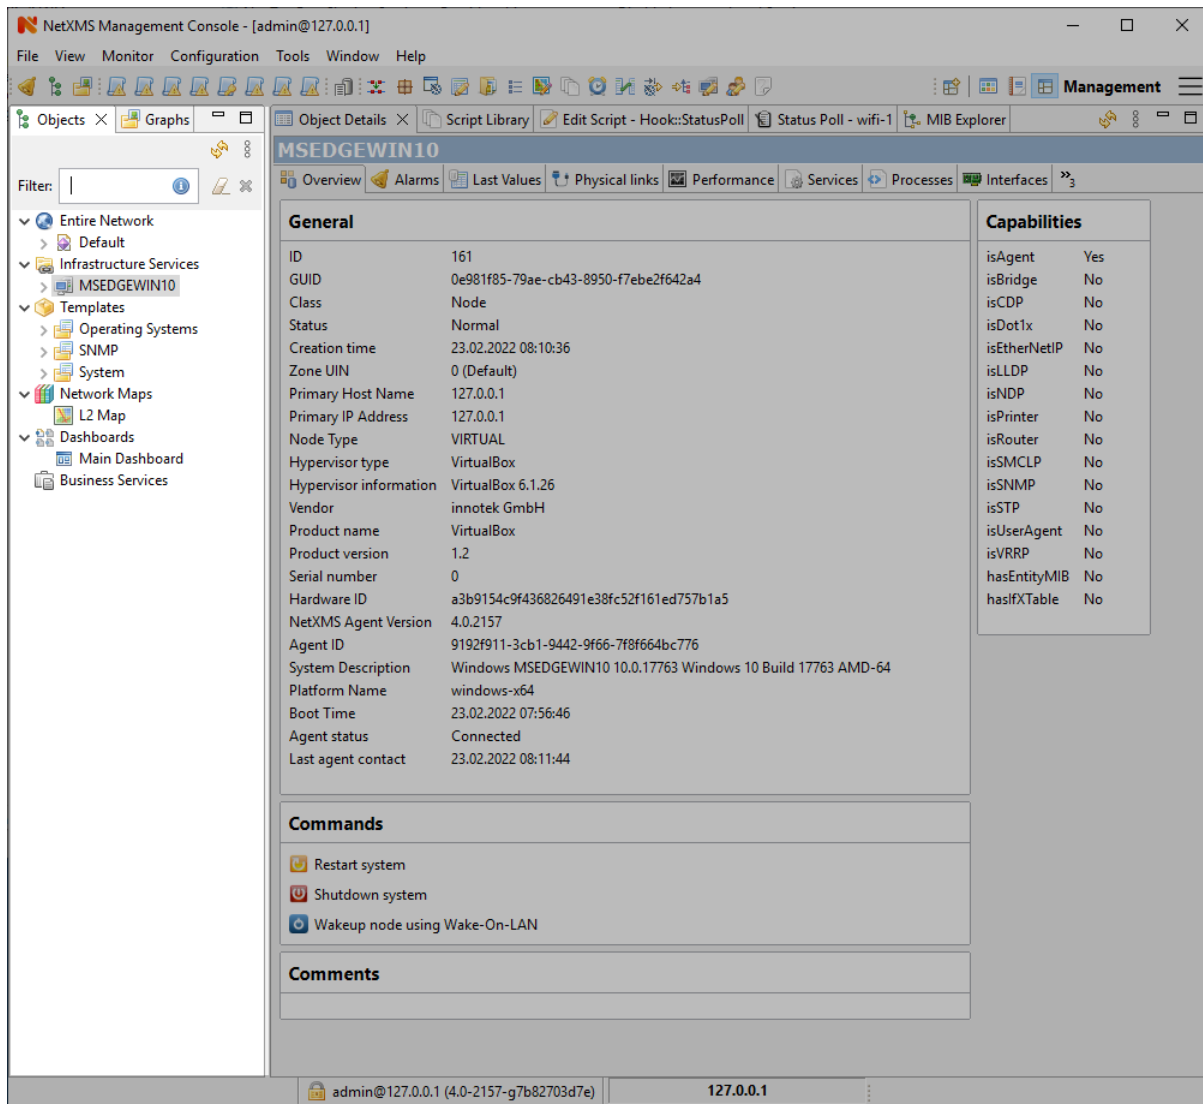 NetXMS Management Console - [admin@127.0.0.1]
File View Monitor Configuration Tools Window Help
Management
Objects Graphs
Object Details Script Library Edit Script - Hook::StatusPoll Status Poll - wifi-1 MIB Explorer
MSEDGEWIN10
Overview Alarms Last Values Physical links Performance Services Processes Interfaces »3
Filter:
Entire Network
Default
Infrastructure Services
MSEDGEWIN10
Templates
Operating Systems
SNMP
System
Network Maps
L2 Map
Dashboards
Main Dashboard
Business Services
General
ID 161
GUID 0e981f85-79ae-cb43-8950-f7ebe2f642a4
Class Node
Status Normal
Creation time 23.02.2022 08:10:36
Zone UIN 0 (Default)
Primary Host Name 127.0.0.1
Primary IP Address 127.0.0.1
Node Type VIRTUAL
Hypervisor type VirtualBox
Hypervisor information VirtualBox 6.1.26
Vendor innotek GmbH
Product name VirtualBox
Product version 1.2
Serial number 0
Hardware ID a3b9154c9f436826491e38fc52f161ed757b1a5
NetXMS Agent Version 4.0.2157
Agent ID 9192f911-3cb1-9442-9f66-7f8f664bc776
System Description Windows MSEDGEWIN10 10.0.17763 Windows 10 Build 17763 AMD-64
Platform Name windows-x64
Boot Time 23.02.2022 07:56:46
Agent status Connected
Last agent contact 23.02.2022 08:11:44
Capabilities
isAgent Yes
isBridge No
isCDP No
isDot1x No
isEtherNetIP No
isLLDP No
isNDP No
isPrinter No
isRouter No
isSMCLP No
isSNMP No
isSTP No
isUserAgent No
isVRRP No
hasEntityMIB No
hasIfXTable No
Commands
Restart system
Shutdown system
Wakeup node using Wake-On-LAN
Comments
admin@127.0.0.1 (4.0-2157-g7b82703d7e) 127.0.0.1